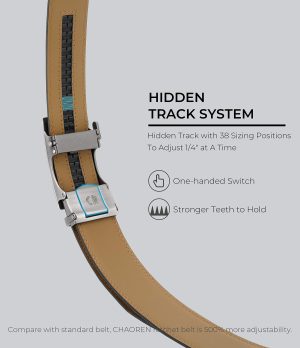 HIDDEN
TRACK SYSTEM
Hidden Track with 38 Sizing Positions
To Adjust 1/4" at A Time
One-handed Switch
Stronger Teeth to Hold
Compare with standard belt, CHAOREN ratchet belt is 500% more adjustability.